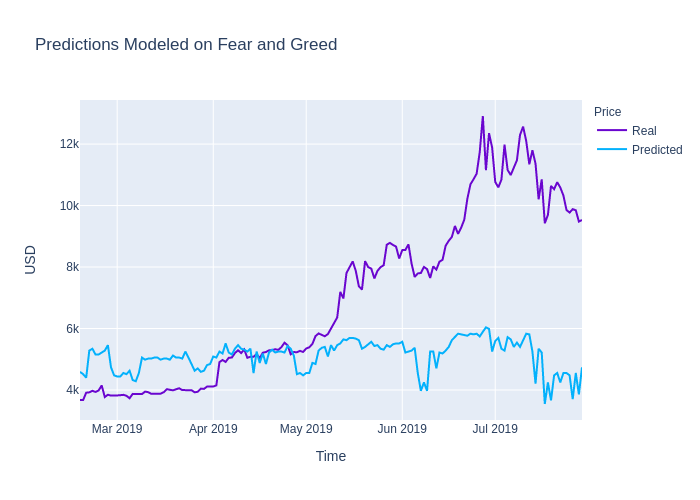 Predictions Modeled on Fear and Greed
Price
Real
Predicted
12k
10k
8k
6k
4k
USD
Mar 2019
Apr 2019
May 2019
Jun 2019
Jul 2019
Time